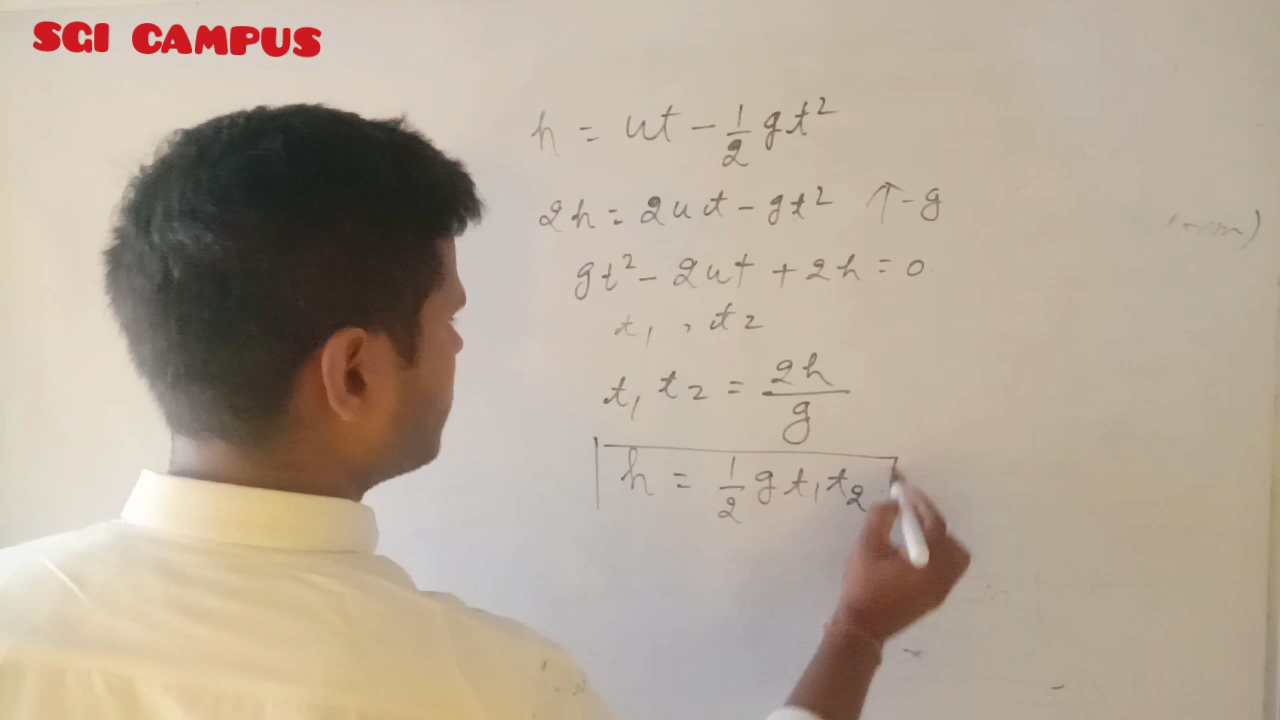 SGI CAMPUS
h = ut - 1/2 gt²
2h = 2ut - gt² ↑-g
gt² - 2ut + 2h = 0
t₁, t₂
t₁ t₂ = 2h/g
h = 1/2 g t₁ t₂